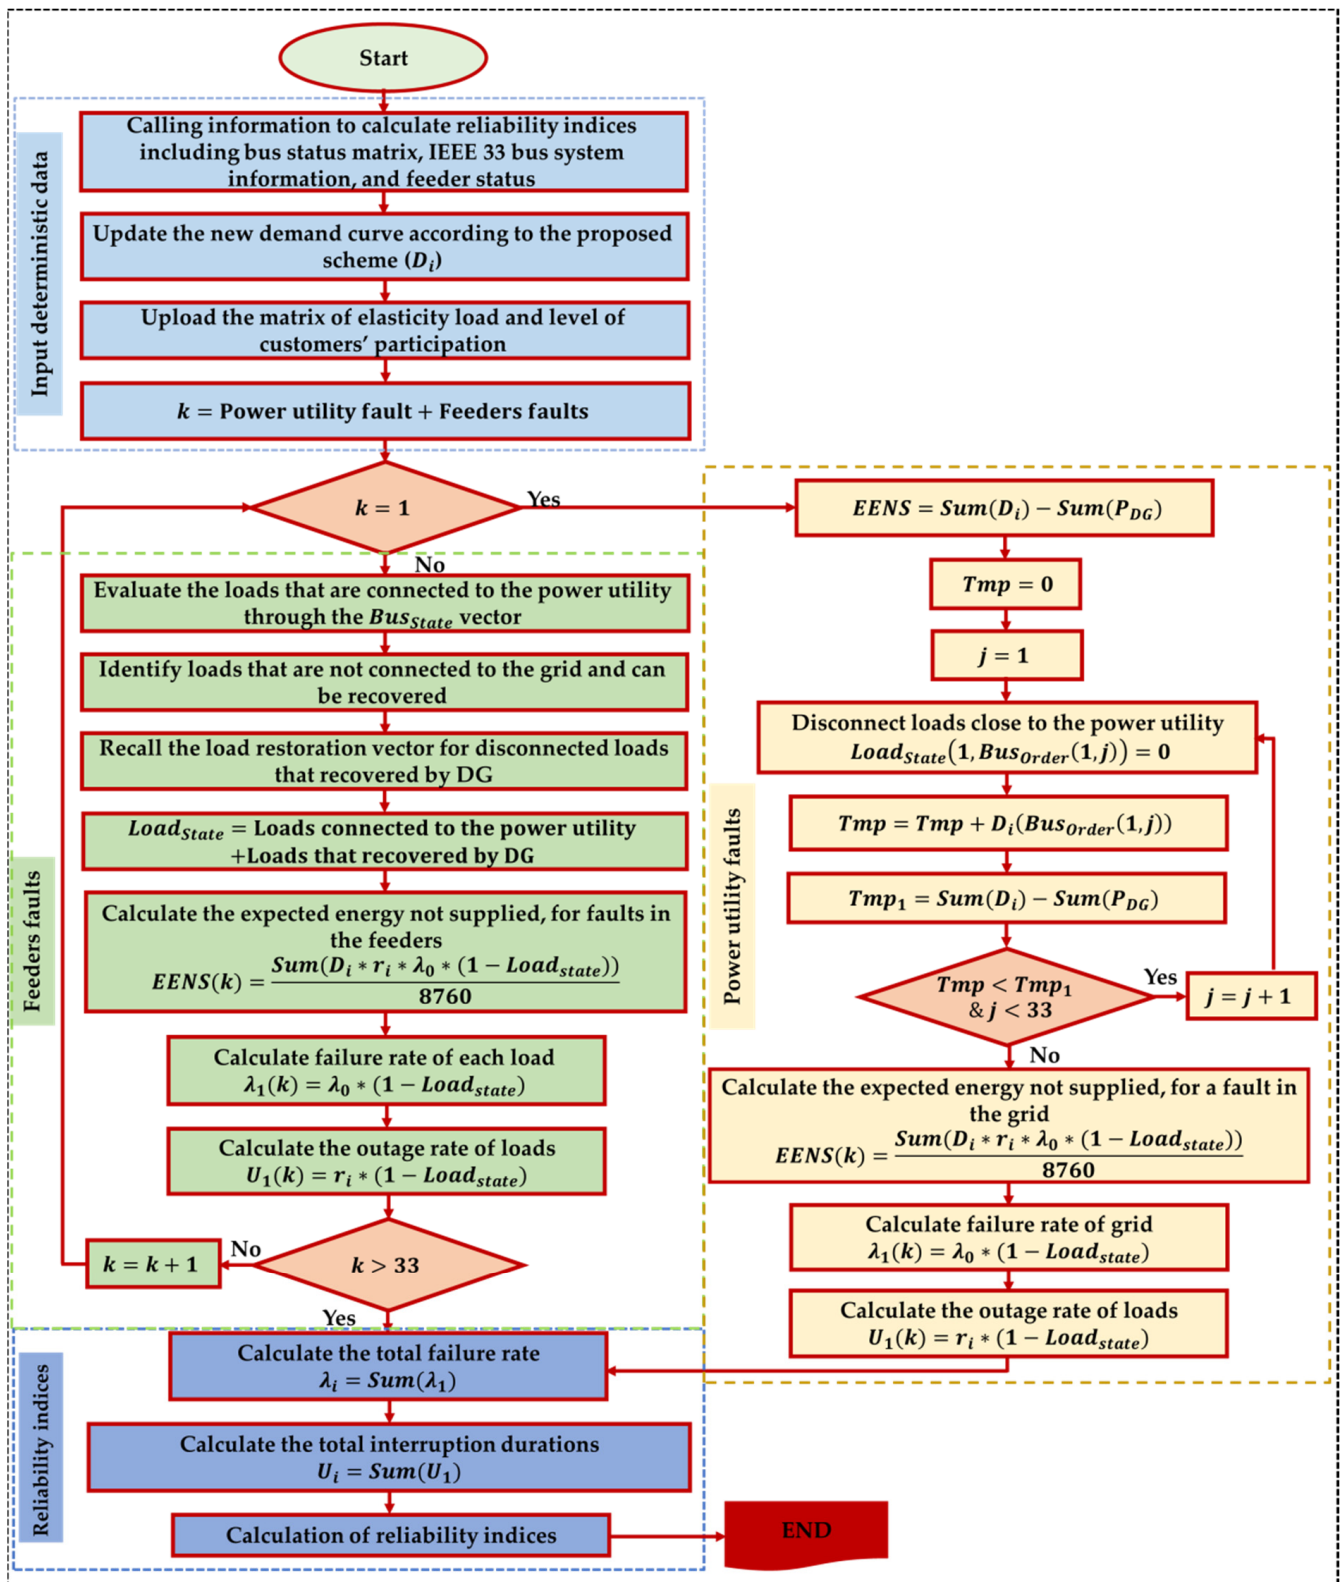 Start
Input deterministic data
Calling information to calculate reliability indices
including bus status matrix, IEEE 33 bus system
information, and feeder status
Update the new demand curve according to the proposed
scheme (D_i)
Upload the matrix of elasticity load and level of
customers’ participation
k = Power utility fault + Feeders faults
k = 1
Yes
No
Feeders faults
Evaluate the loads that are connected to the power utility
through the Bus_State vector
Identify loads that are not connected to the grid and can
be recovered
Recall the load restoration vector for disconnected loads
that recovered by DG
Load_State = Loads connected to the power utility
+Loads that recovered by DG
Calculate the expected energy not supplied, for faults in
the feeders
EENS(k) = Sum(D_i * r_i * λ_0 * (1 − Load_state)) / 8760
Calculate failure rate of each load
λ_1(k) = λ_0 * (1 − Load_state)
Calculate the outage rate of loads
U_1(k) = r_i * (1 − Load_state)
k > 33
No
k = k + 1
Yes
Power utility faults
EENS = Sum(D_i) − Sum(P_DG)
Tmp = 0
j = 1
Disconnect loads close to the power utility
Load_State(1, Bus_Order(1, j)) = 0
Tmp = Tmp + D_i(Bus_Order(1, j))
Tmp_1 = Sum(D_i) − Sum(P_DG)
Tmp < Tmp_1
& j < 33
Yes
j = j + 1
No
Calculate the expected energy not supplied, for a fault in
the grid
EENS(k) = Sum(D_i * r_i * λ_0 * (1 − Load_state)) / 8760
Calculate failure rate of grid
λ_1(k) = λ_0 * (1 − Load_state)
Calculate the outage rate of loads
U_1(k) = r_i * (1 − Load_state)
Reliability indices
Calculate the total failure rate
λ_i = Sum(λ_1)
Calculate the total interruption durations
U_i = Sum(U_1)
Calculation of reliability indices
END